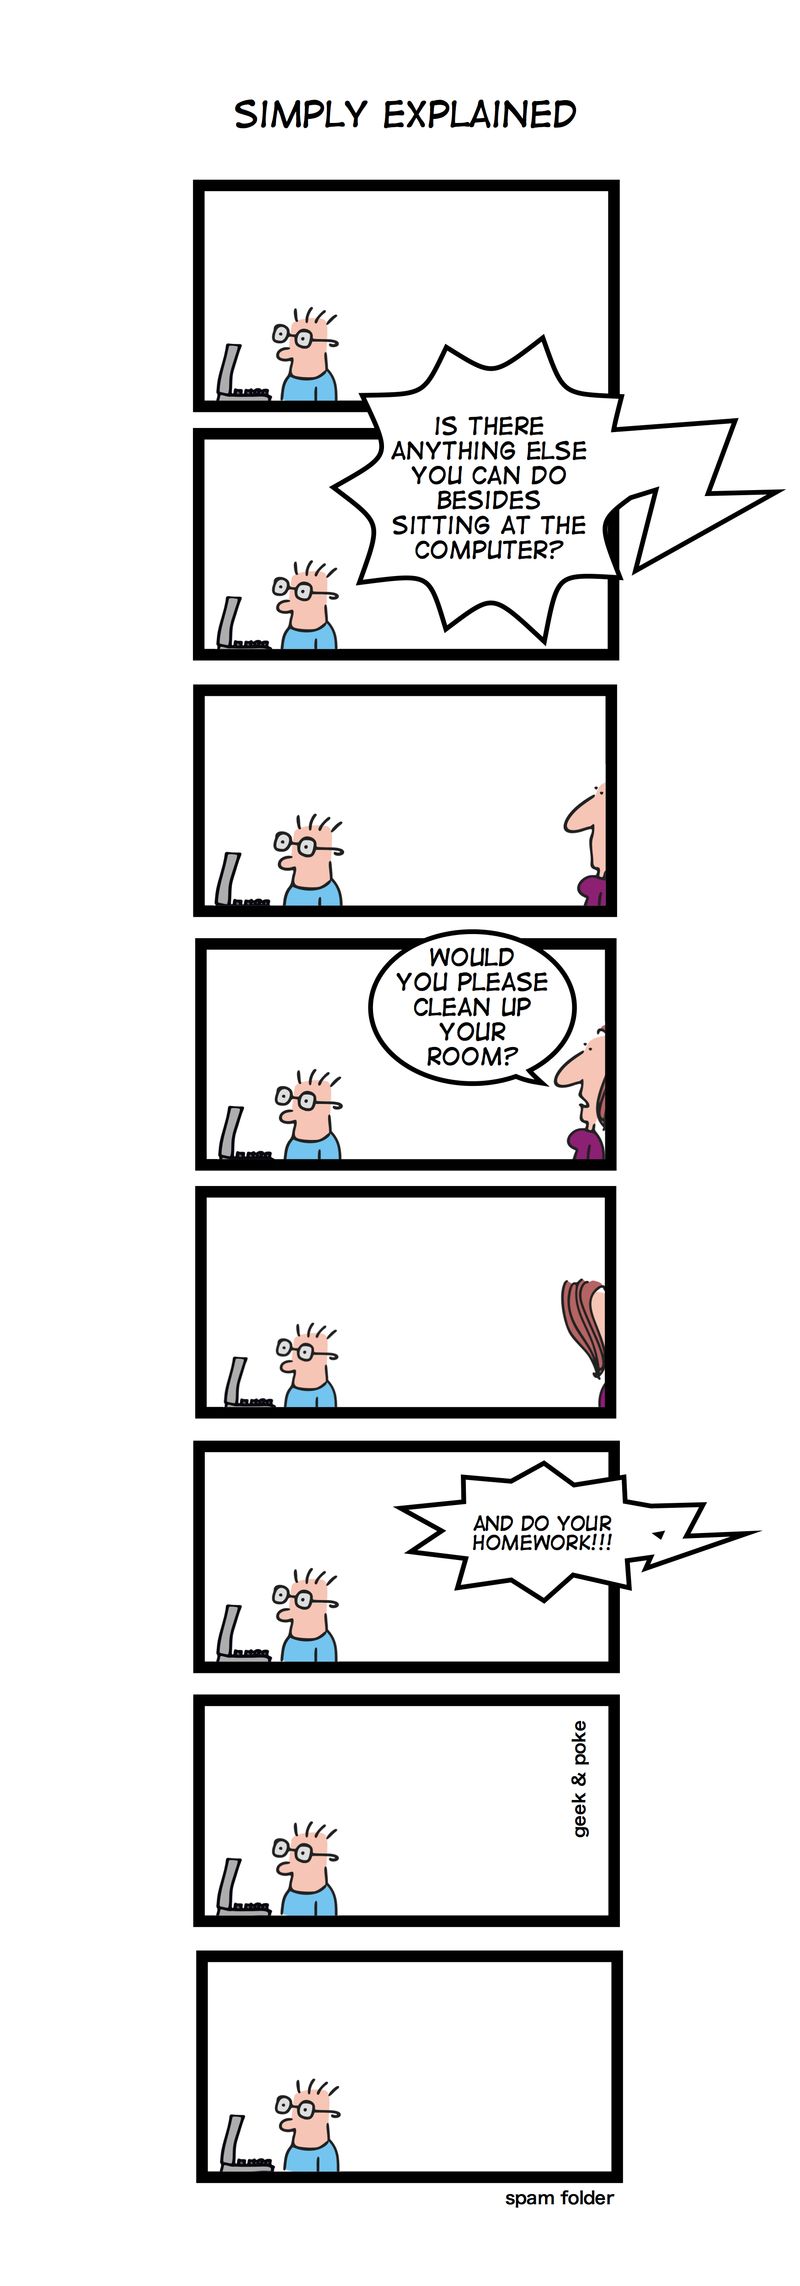 SIMPLY EXPLAINED
IS THERE
ANYTHING ELSE
YOU CAN DO
BESIDES
SITTING AT THE
COMPUTER?
WOULD
YOU PLEASE
CLEAN UP
YOUR
ROOM?
AND DO YOUR
HOMEWORK!!!
geek & poke
spam folder